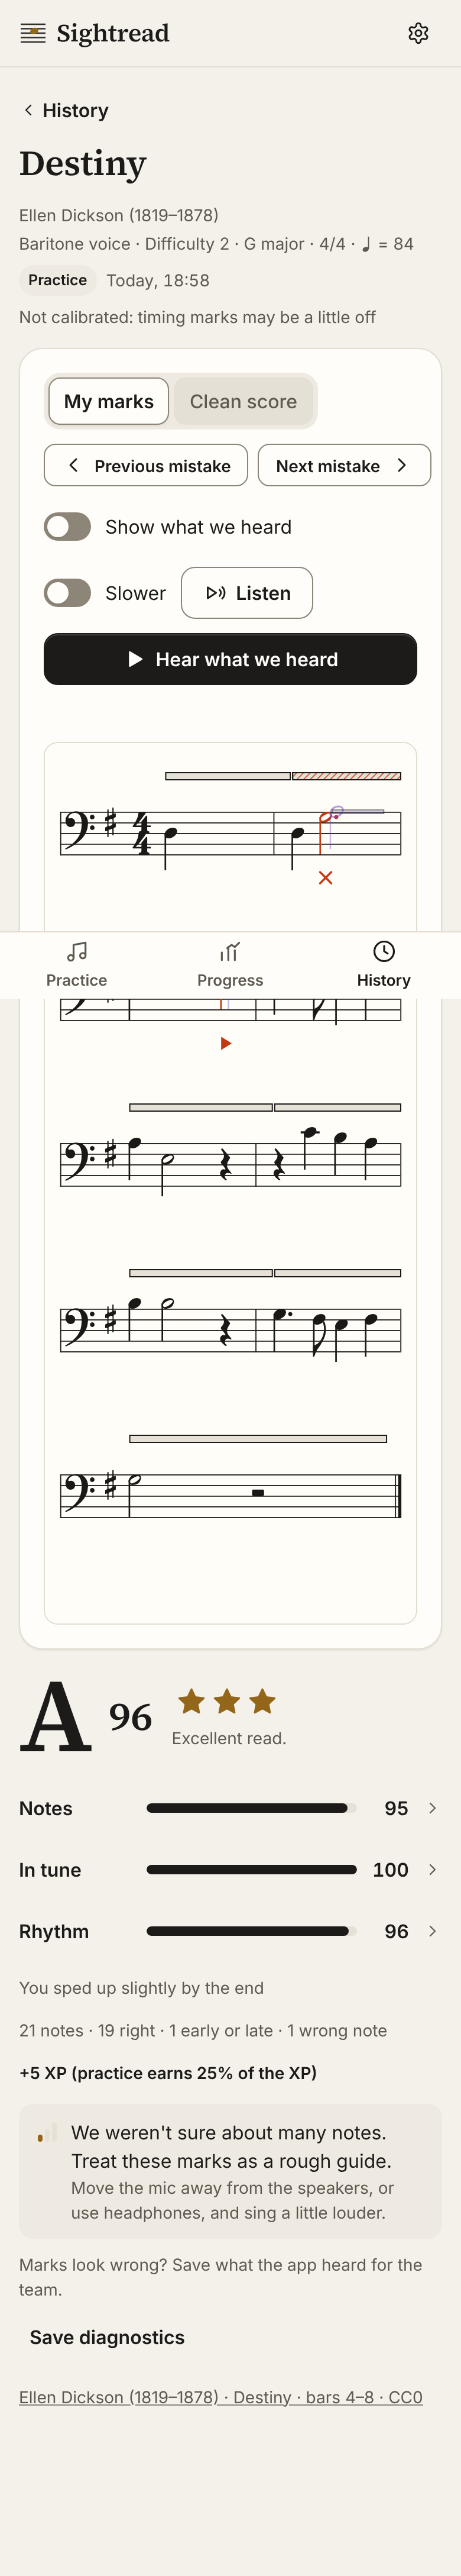 Sightread
History
Destiny
Ellen Dickson (1819–1878)
Baritone voice · Difficulty 2 · G major · 4/4 · ♩ = 84
Practice Today, 18:58
Not calibrated: timing marks may be a little off
My marks Clean score
Previous mistake Next mistake
Show what we heard
Slower Listen
Hear what we heard
4
4
Practice Progress History
A 96
Excellent read.
Notes 95
In tune 100
Rhythm 96
You sped up slightly by the end
21 notes · 19 right · 1 early or late · 1 wrong note
+5 XP (practice earns 25% of the XP)
We weren't sure about many notes.
Treat these marks as a rough guide.
Move the mic away from the speakers, or
use headphones, and sing a little louder.
Marks look wrong? Save what the app heard for the
team.
Save diagnostics
Ellen Dickson (1819–1878) · Destiny · bars 4–8 · CC0